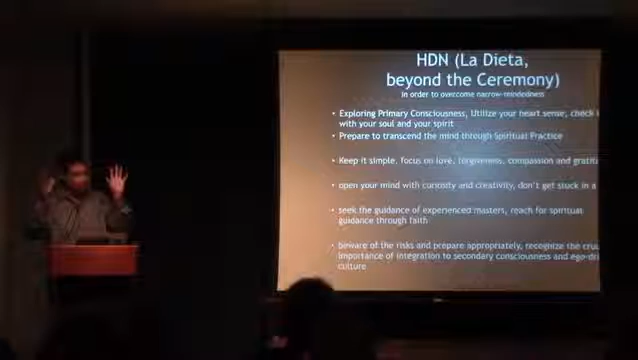 HDN (La Dieta,
beyond the Ceremony)
in order to overcome narrow-mindedness
• Exploring Primary Consciousness, Utilize your heart sense, check i
with your soul and your spirit
• Prepare to transcend the mind through Spiritual Practice
• Keep it simple, focus on love, forgiveness, compassion and gratit
• open your mind with curiosity and creativity, don't get stuck in a
• seek the guidance of experienced masters, reach for spiritual
guidance through faith
• beware of the risks and prepare appropriately, recognize the cruc
importance of integration to secondary consciousness and ego-dri
culture